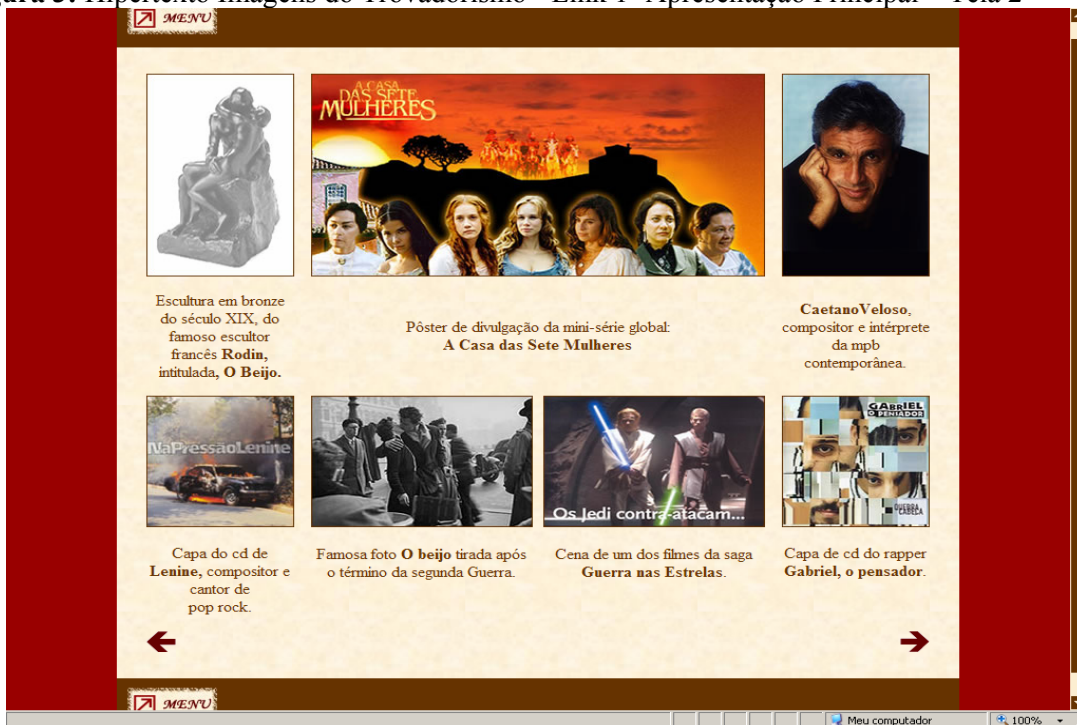 gura 3: Hipertexto Imagens do Trovadorismo - Link 1- Apresentação Principal – Tela 2
MENU
A CASA
DAS SETE
MULHERES
Escultura em bronze
do século XIX, do
famoso escultor
francês Rodin,
intitulada, O Beijo.
Pôster de divulgação da mini-série global:
A Casa das Sete Mulheres
CaetanoVeloso,
compositor e intérprete
da mpb
contemporânea.
NaPressãoLenine
Os Jedi contra-atacam...
GABRIEL
O PENSADOR
QUEBRA
CABEÇA
Capa do cd de
Lenine, compositor e
cantor de
pop rock.
Famosa foto O beijo tirada após
o término da segunda Guerra.
Cena de um dos filmes da saga
Guerra nas Estrelas.
Capa de cd do rapper
Gabriel, o pensador.
MENU
Meu computador
100%